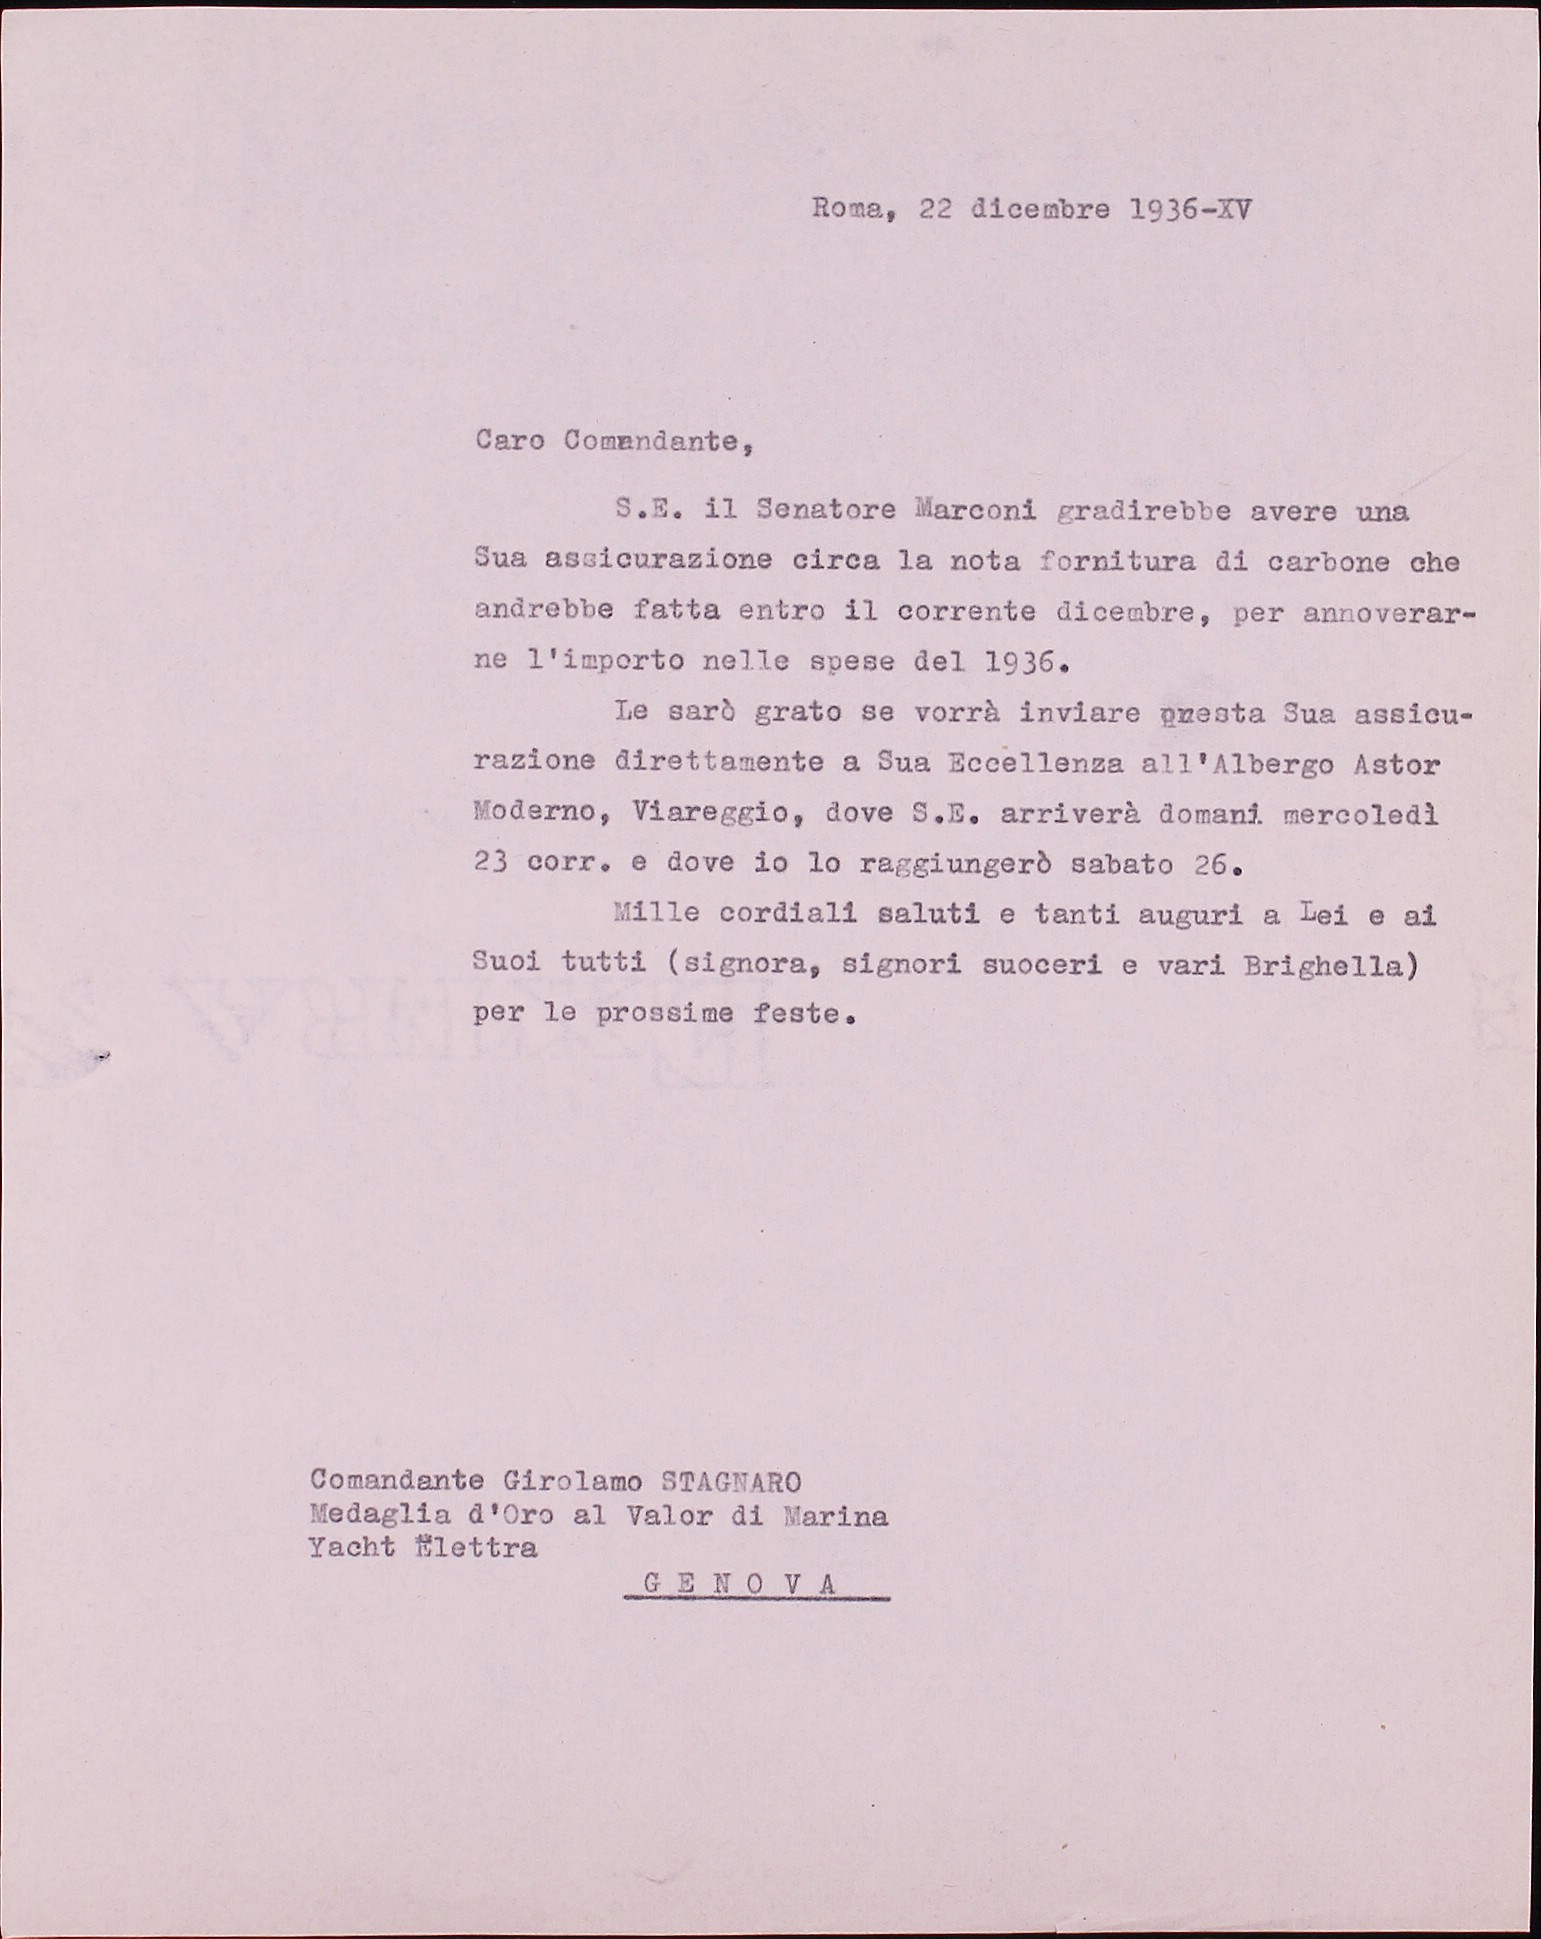 Roma, 22 dicembre 1936-XV
Caro Comandante,
S.E. il Senatore Marconi gradirebbe avere una
Sua assicurazione circa la nota fornitura di carbone che
andrebbe fatta entro il corrente dicembre, per annoverar-
ne l'importo nelle spese del 1936.
Le sarò grato se vorrà inviare questa Sua assicu-
razione direttamente a Sua Eccellenza all'Albergo Astor
Moderno, Viareggio, dove S.E. arriverà domani mercoledì
23 corr. e dove io lo raggiungerò sabato 26.
Mille cordiali saluti e tanti auguri a Lei e ai
Suoi tutti (signora, signori suoceri e vari Brighella)
per le prossime feste.
Comandante Girolamo STAGNARO
Medaglia d'Oro al Valor di Marina
Yacht Elettra
G E N O V A